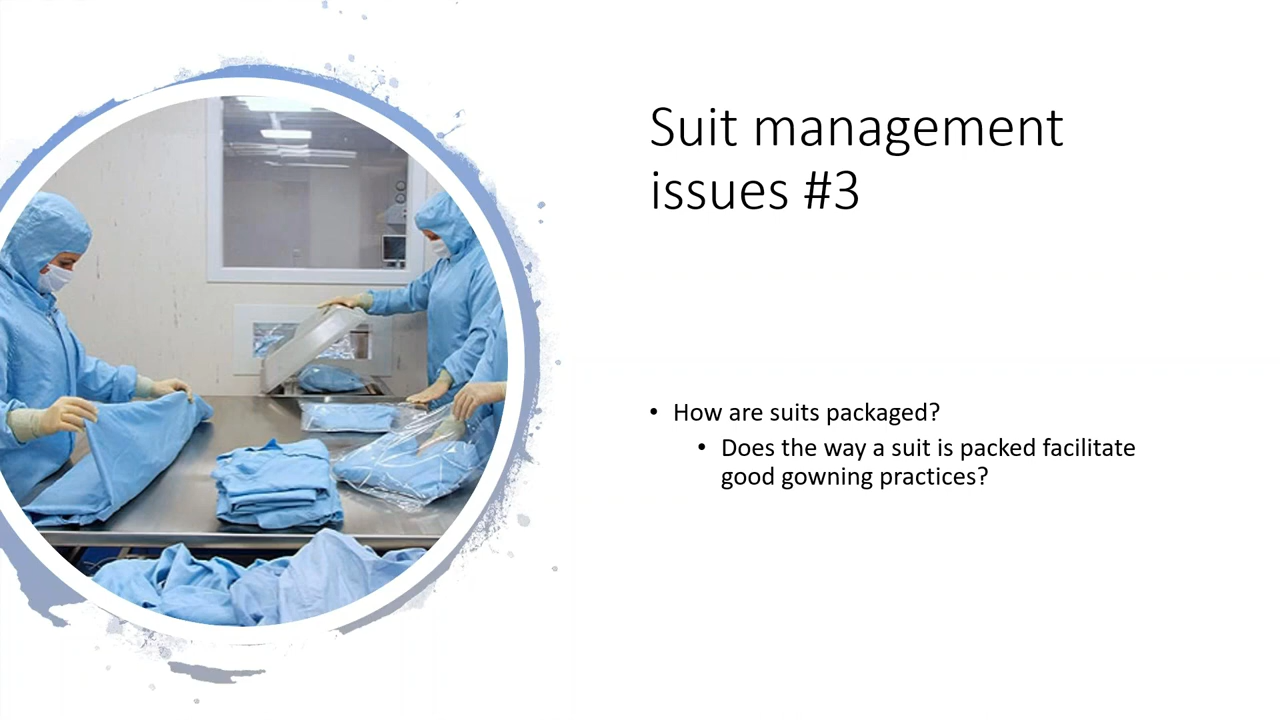 Suit management
issues #3
• How are suits packaged?
• Does the way a suit is packed facilitate
good gowning practices?